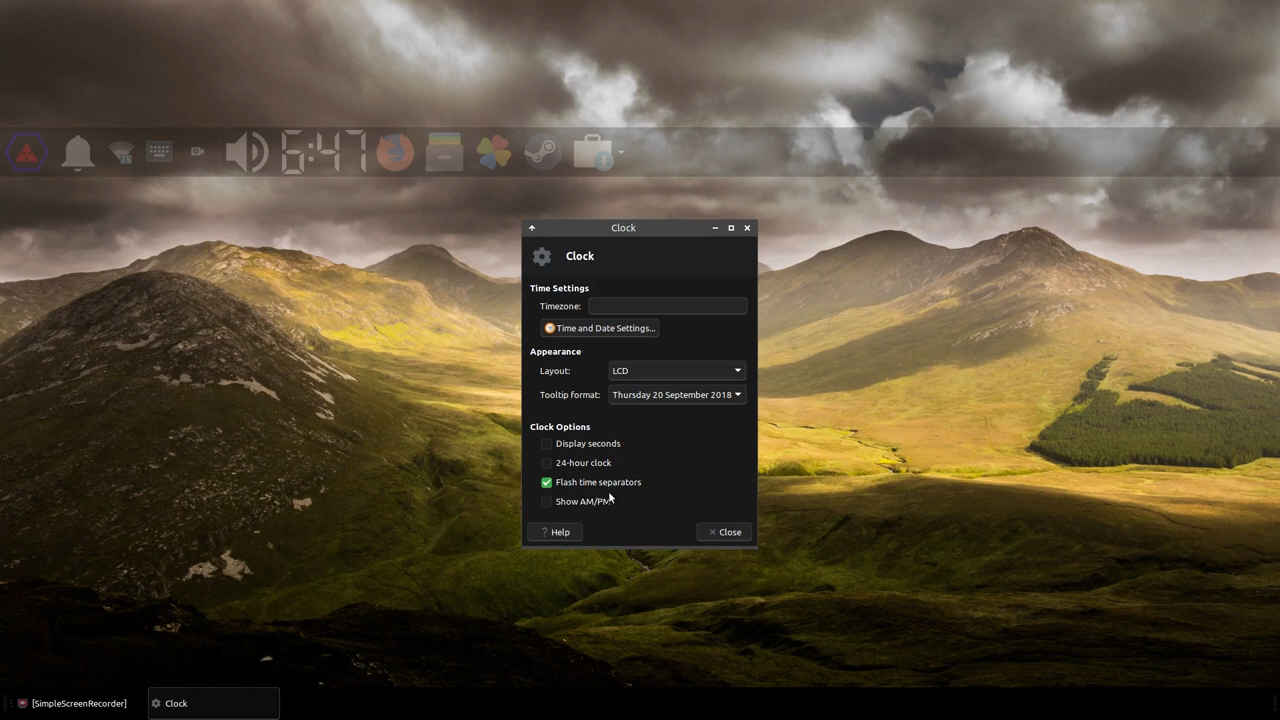 6:47
Clock
Clock
Time Settings
Timezone:
Time and Date Settings...
Appearance
Layout: LCD
Tooltip format: Thursday 20 September 2018
Clock Options
Display seconds
24-hour clock
Flash time separators
Show AM/PM
? Help
Close
[SimpleScreenRecorder]
Clock